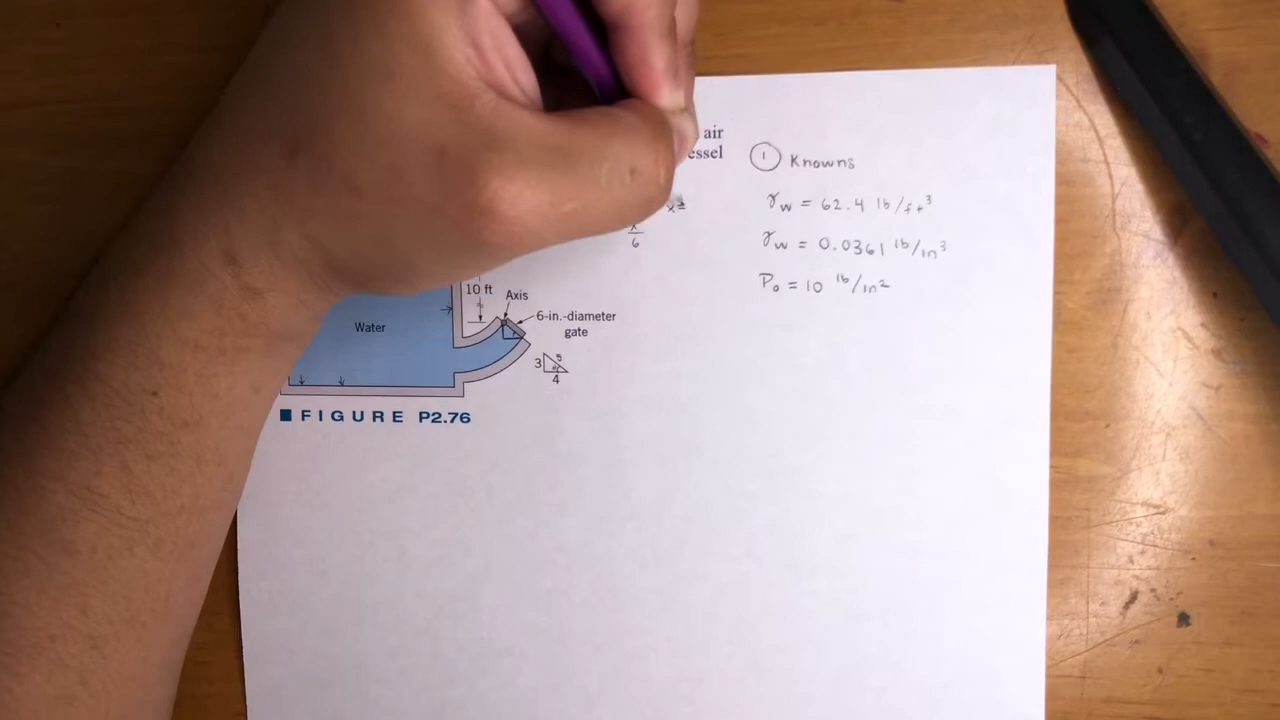 air
essel
1 Knowns
γw = 62.4 lb/ft³
γw = 0.0361 lb/in³
P₀ = 10 lb/in²
6
10 ft
Axis
6-in.-diameter
gate
Water
3
5
4
FIGURE P2.76